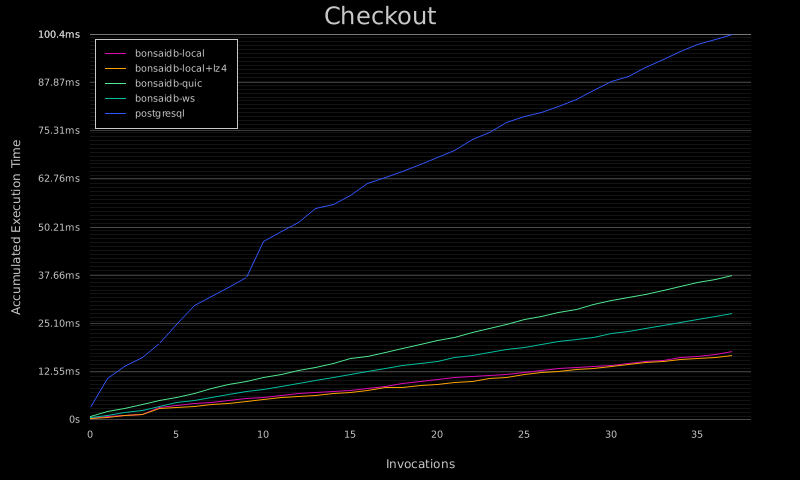 Checkout
100.4ms
87.87ms
75.31ms
62.76ms
50.21ms
37.66ms
25.10ms
12.55ms
0s
Accumulated Execution Time
bonsaidb-local
bonsaidb-local+lz4
bonsaidb-quic
bonsaidb-ws
postgresql
0 5 10 15 20 25 30 35
Invocations